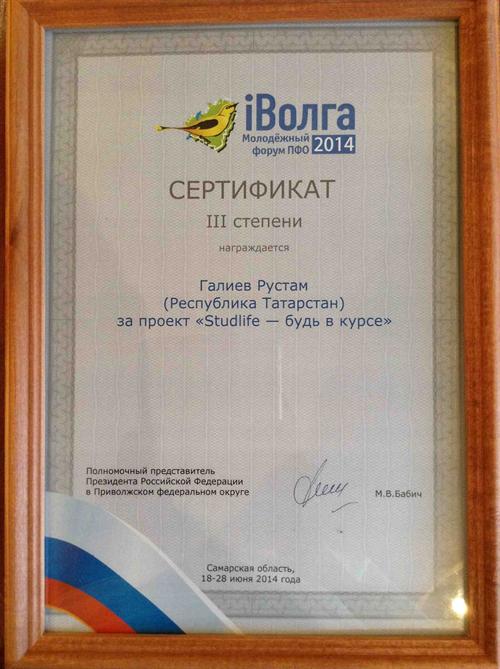 iВолга
Молодёжный
форум ПФО 2014
СЕРТИФИКАТ
III степени
награждается
Галиев Рустам
(Республика Татарстан)
за проект «Studlife — будь в курсе»
Полномочный представитель
Президента Российской Федерации
в Приволжском федеральном округе
М.В.Бабич
Самарская область,
18-28 июня 2014 года